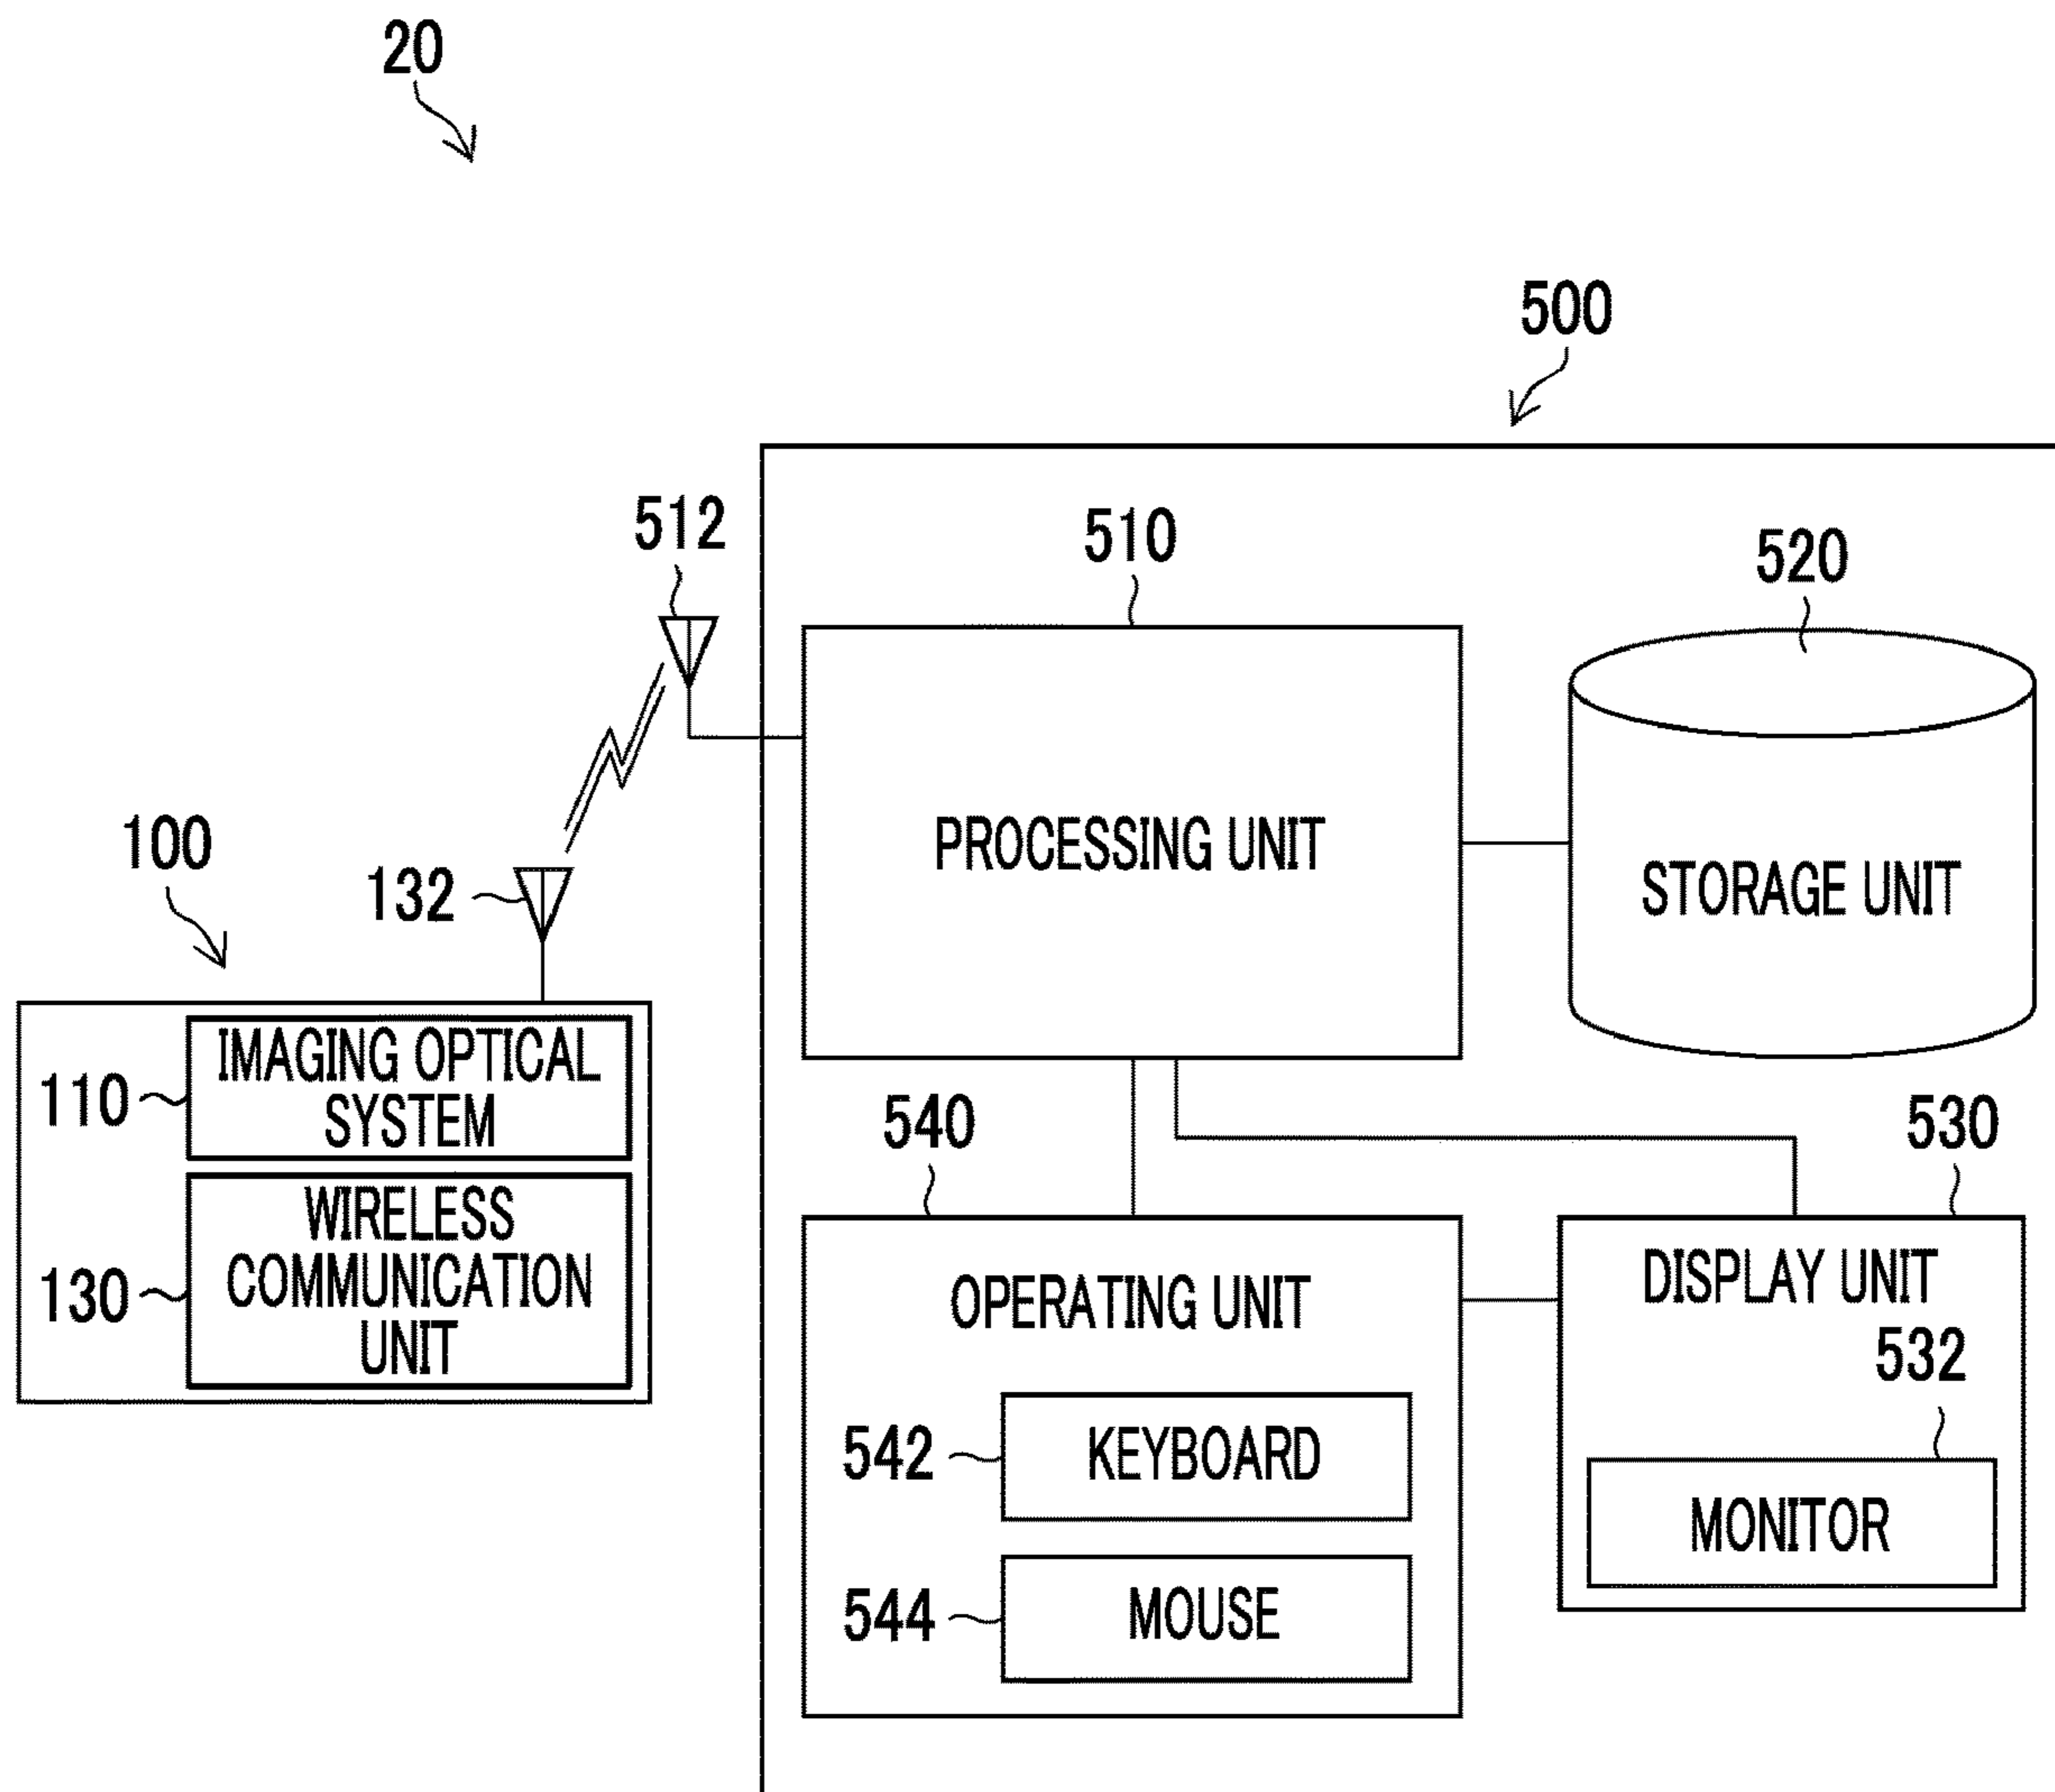 20
500
512
510
520
PROCESSING UNIT
STORAGE UNIT
100
132
110
IMAGING OPTICAL
SYSTEM
130
WIRELESS
COMMUNICATION
UNIT
540
530
OPERATING UNIT
DISPLAY UNIT
532
542
KEYBOARD
MONITOR
544
MOUSE